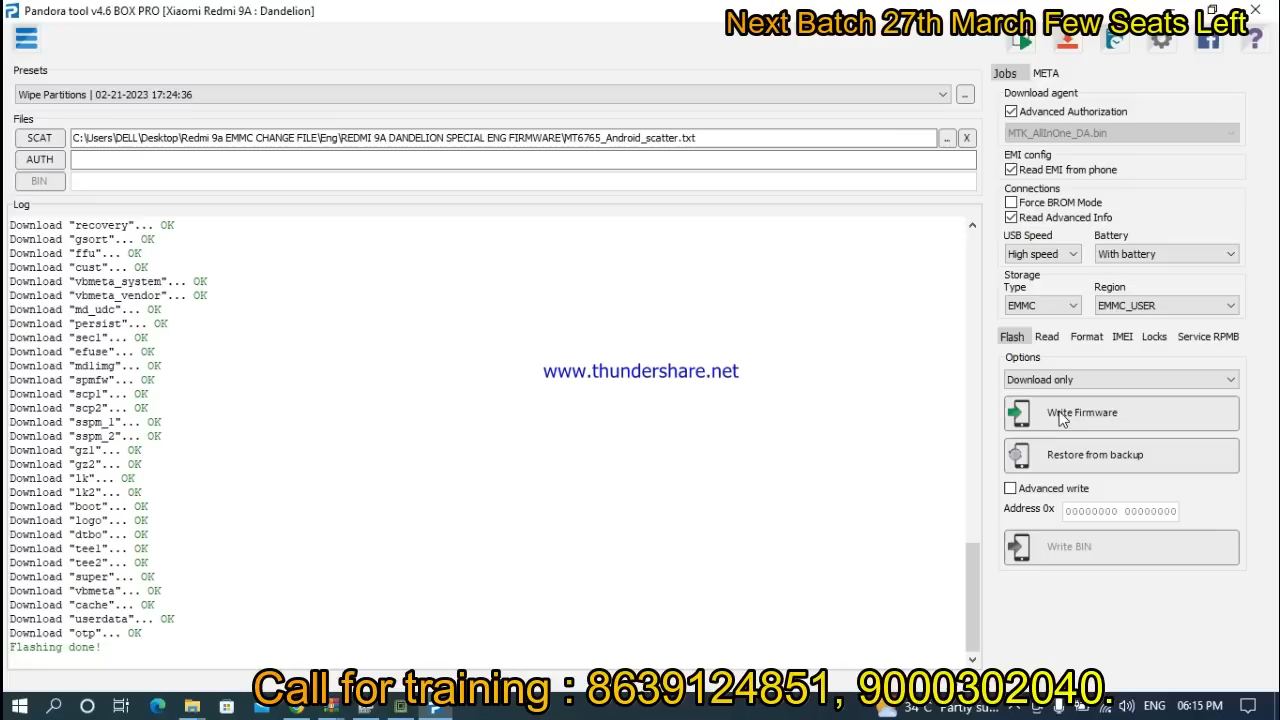 Pandora tool v4.6 BOX PRO [Xiaomi Redmi 9A : Dandelion]
Next Batch 27th March Few Seats Left
Presets
Wipe Partitions | 02-21-2023 17:24:36
...
Files
SCAT
C:\Users\DELL\Desktop\Redmi 9a EMMC CHANGE FILE\Eng\REDMI 9A DANDELION SPECIAL ENG FIRMWARE\MT6765_Android_scatter.txt
... X
AUTH
BIN
Log
Download "recovery"... OK
Download "gsort"... OK
Download "ffu"... OK
Download "cust"... OK
Download "vbmeta_system"... OK
Download "vbmeta_vendor"... OK
Download "md_udc"... OK
Download "persist"... OK
Download "sec1"... OK
Download "efuse"... OK
Download "md1img"... OK
Download "spmfw"... OK
Download "scp1"... OK
Download "scp2"... OK
Download "sspm_1"... OK
Download "sspm_2"... OK
Download "gz1"... OK
Download "gz2"... OK
Download "lk"... OK
Download "lk2"... OK
Download "boot"... OK
Download "logo"... OK
Download "dtbo"... OK
Download "tee1"... OK
Download "tee2"... OK
Download "super"... OK
Download "vbmeta"... OK
Download "cache"... OK
Download "userdata"... OK
Download "otp"... OK
Flashing done!
www.thundershare.net
Jobs META
Download agent
Advanced Authorization
MTK_AllInOne_DA.bin
EMI config
Read EMI from phone
Connections
Force BROM Mode
Read Advanced Info
USB Speed Battery
High speed With battery
Storage
Type Region
EMMC EMMC_USER
Flash Read Format IMEI Locks Service RPMB
Options
Download only
Write Firmware
Restore from backup
Advanced write
Address 0x 00000000 00000000
Write BIN
Call for training : 8639124851, 9000302040.
34°C Partly su... ENG 06:15 PM